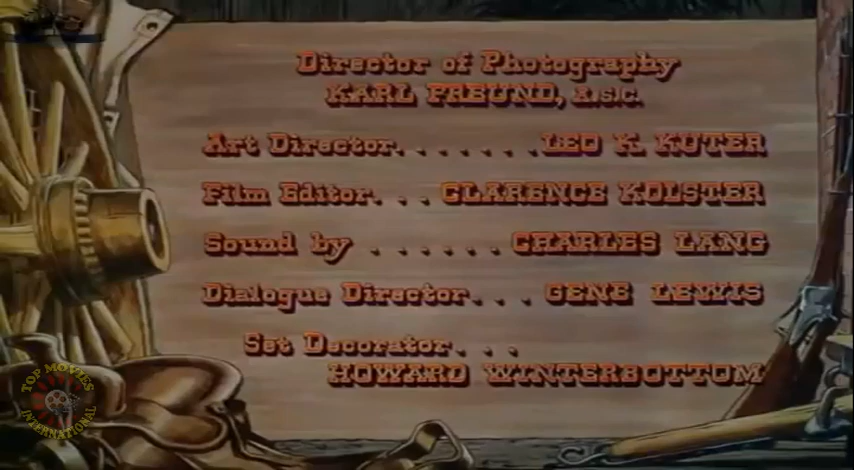 Director of Photography
KARL FREUND, A.S.C.
Art Director. . . . . . .LEO K. KUTER
Film Editor. . . CLARENCE KOLSTER
Sound by . . . . . . CHARLES LANG
Dialogue Director. . . GENE LEWIS
Set Decorator. . .
HOWARD WINTERBOTTOM
TOP MOVIES
INTERNATIONAL